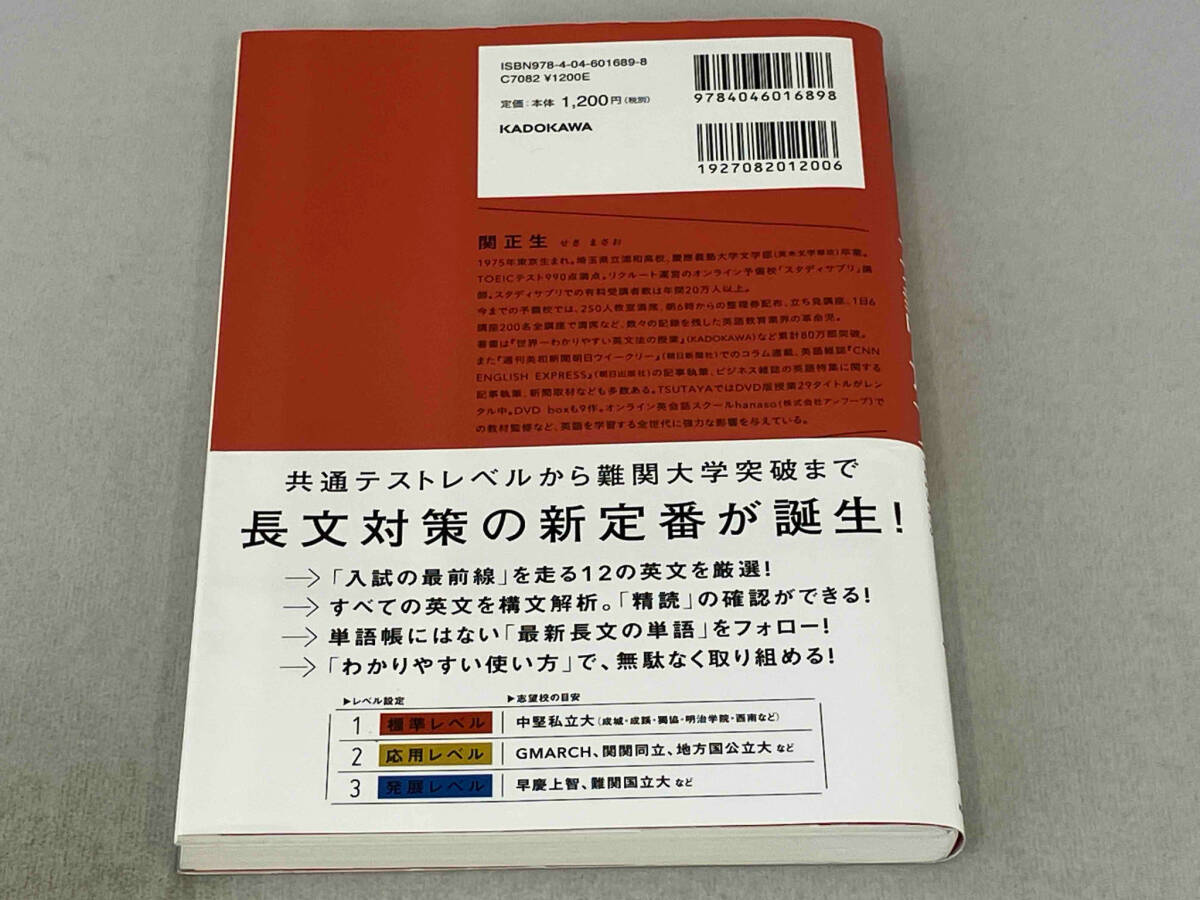 ISBN978-4-04-601689-8
C7082 ¥1200E
定価:本体 1,200円(税別)
KADOKAWA
9784046016898
1927082012006
関正生 せき まさお
1975年東京生まれ。埼玉県立浦和高校、慶應義塾大学文学部(英米文学専攻)卒業。
TOEICテスト990点満点。リクルート運営のオンライン予備校「スタディサプリ」講
師。スタディサプリでの有料受講者数は年間20万人以上。
今までの予備校では、250人教室満席、朝6時からの整理券配布、立ち見講座、1日6
講座200名全講座で満席など、数々の記録を残した英語教育業界の革命児。
著書は『世界一わかりやすい英文法の授業』(KADOKAWA)など累計80万部突破。
また『週刊英和新聞朝日ウイークリー』(朝日新聞社)でのコラム連載、英語雑誌『CNN
ENGLISH EXPRESS』(朝日出版社)の記事執筆、ビジネス雑誌の英語特集に関する
記事執筆、新聞取材なども多数ある。TSUTAYAではDVD版授業29タイトルがレン
タル中。DVD boxも9作。オンライン英会話スクールhanaso(株式会社アンフープ)で
の教材監修など、英語を学習する全世代に強力な影響を与えている。
共通テストレベルから難関大学突破まで
長文対策の新定番が誕生!
→「入試の最前線」を走る12の英文を厳選!
→すべての英文を構文解析。「精読」の確認ができる!
→単語帳にはない「最新長文の単語」をフォロー!
→「わかりやすい使い方」で、無駄なく取り組める!
▶レベル設定 ▶志望校の目安
1 標準レベル 中堅私立大(成城・成蹊・獨協・明治学院・西南など)
2 応用レベル GMARCH、関関同立、地方国公立大 など
3 発展レベル 早慶上智、難関国立大 など